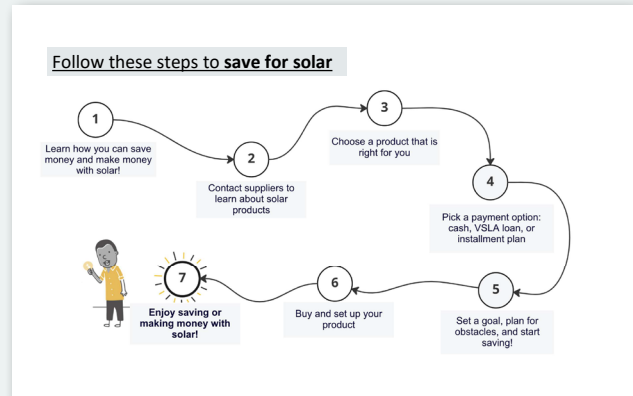 Follow these steps to save for solar
1
Learn how you can save
money and make money
with solar!
2
Contact suppliers to
learn about solar
products
3
Choose a product that is
right for you
4
Pick a payment option:
cash, VSLA loan, or
installment plan
5
Set a goal, plan for
obstacles, and start
saving!
6
Buy and set up your
product
7
Enjoy saving or
making money with
solar!